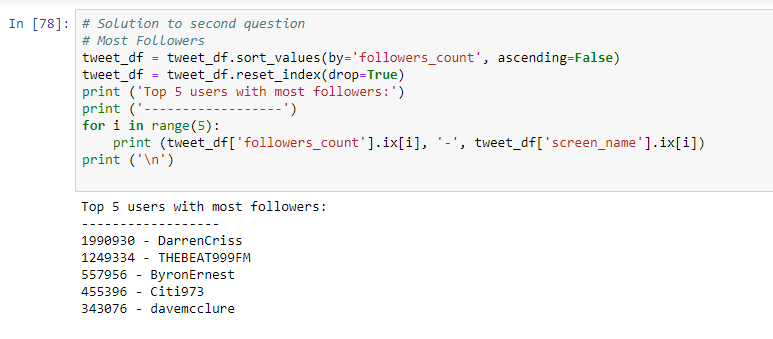 In [78]: # Solution to second question
# Most Followers
tweet_df = tweet_df.sort_values(by='followers_count', ascending=False)
tweet_df = tweet_df.reset_index(drop=True)
print ('Top 5 users with most followers:')
print ('------------------')
for i in range(5):
    print (tweet_df['followers_count'].ix[i], '-', tweet_df['screen_name'].ix[i])
print ('\n')
Top 5 users with most followers:
------------------
1990930 - DarrenCriss
1249334 - THEBEAT999FM
557956 - ByronErnest
455396 - Citi973
343076 - davemcclure